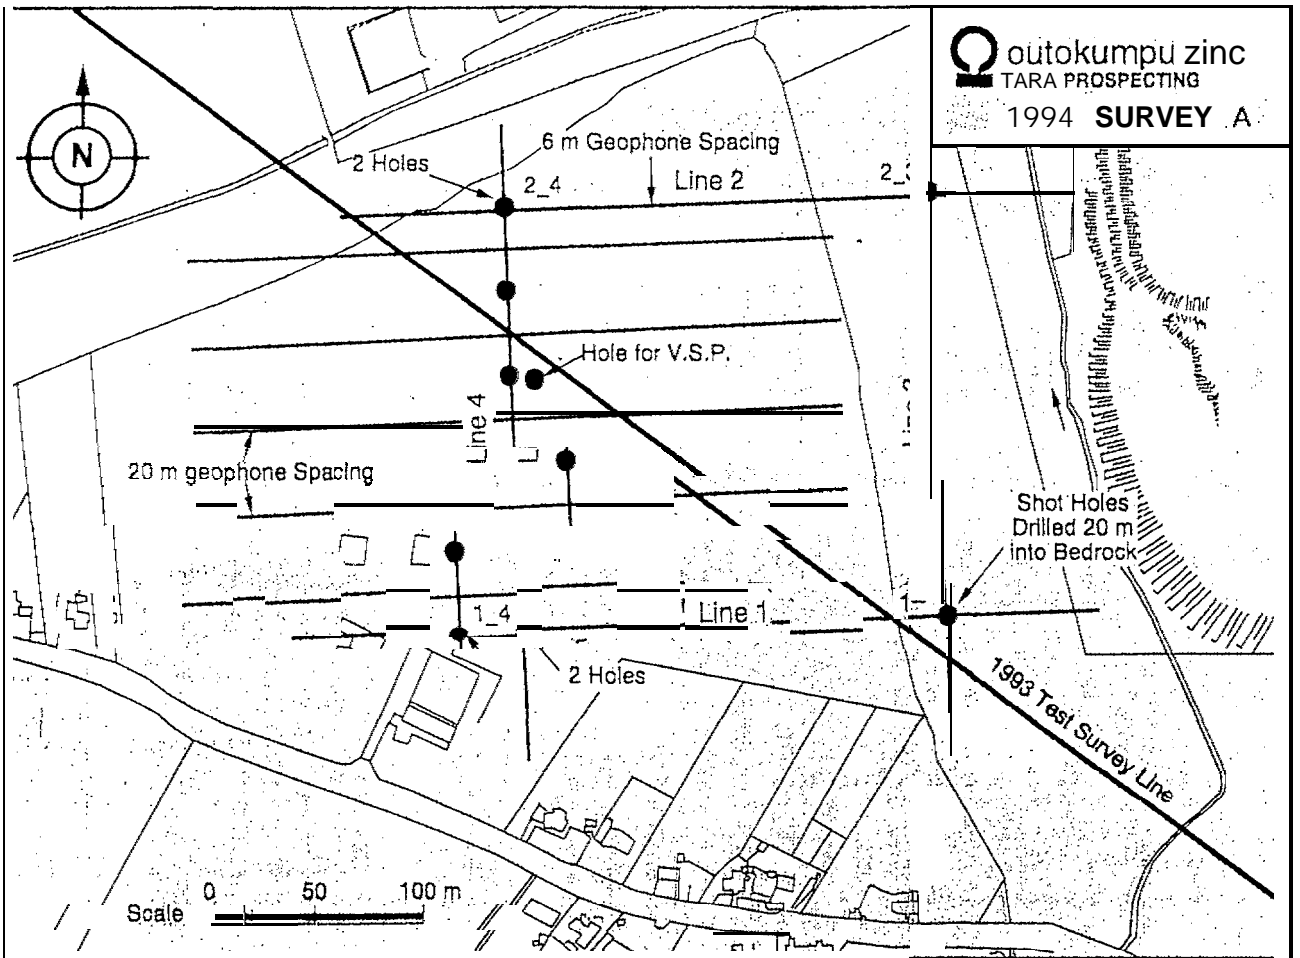 outokumpu zinc
TARA PROSPECTING
1994 SURVEY A
N
6 m Geophone Spacing
2 Holes
2_4
Line 2
2_
Hole for V.S.P.
Line 4
20 m geophone Spacing
Shot Holes
Drilled 20 m
into Bedrock
1_4
Line 1
1_
2 Holes
1993 Test Survey Line
0 50 100 m
Scale